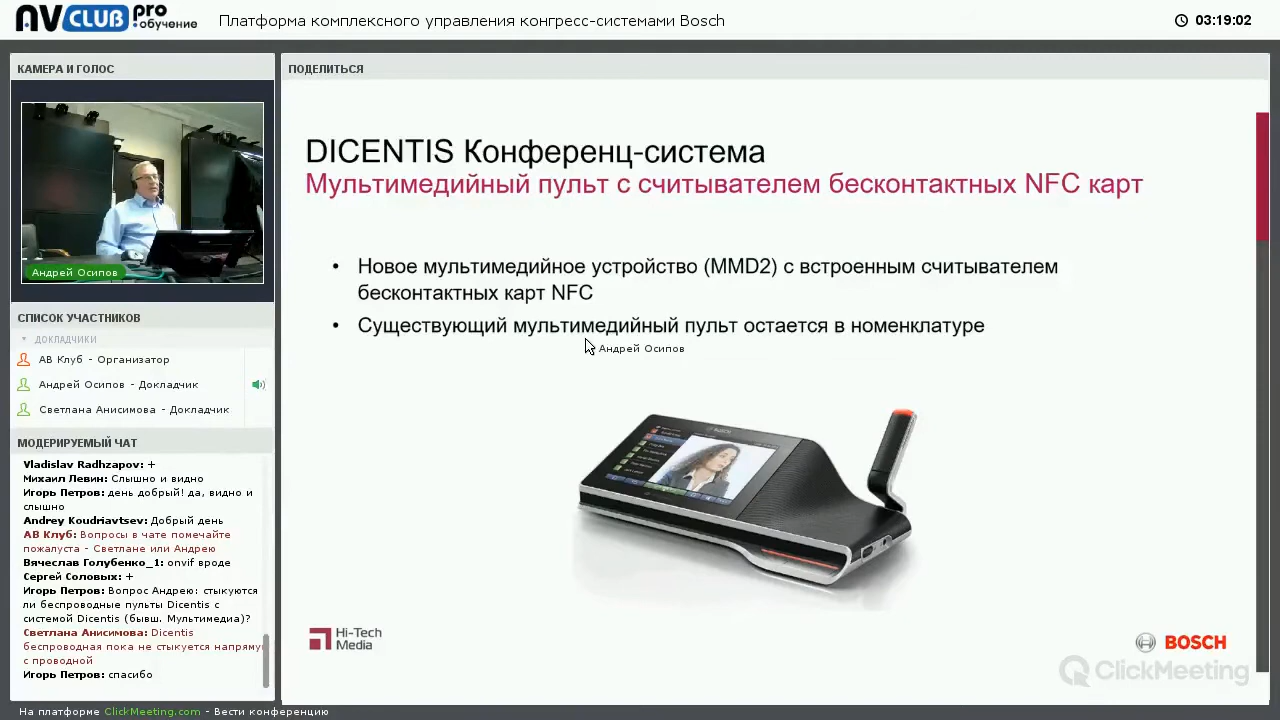 AV CLUB pro обучение
Платформа комплексного управления конгресс-системами Bosch
03:19:02
КАМЕРА И ГОЛОС
Андрей Осипов
СПИСОК УЧАСТНИКОВ
ДОКЛАДЧИКИ
АВ Клуб - Организатор
Андрей Осипов - Докладчик
Светлана Анисимова - Докладчик
МОДЕРИРУЕМЫЙ ЧАТ
Vladislav Radhzapov: +
Михаил Левин: Слышно и видно
Игорь Петров: день добрый! да, видно и
слышно
Andrey Koudriavtsev: Добрый день
АВ Клуб: Вопросы в чате помечайте
пожалуста - Светлане или Андрею
Вячеслав Голубенко_1: onvif вроде
Сергей Соловых: +
Игорь Петров: Вопрос Андрею: стыкуются
ли беспроводные пульты Dicentis с
системой Dicentis (бывш. Мультимедиа)?
Светлана Анисимова: Dicentis
беспроводная пока не стыкуется напрямую
с проводной
Игорь Петров: спасибо
ПОДЕЛИТЬСЯ
DICENTIS Конференц-система
Мультимедийный пульт с считывателем бесконтактных NFC карт
• Новое мультимедийное устройство (MMD2) с встроенным считывателем
бесконтактных карт NFC
• Существующий мультимедийный пульт остается в номенклатуре
Андрей Осипов
BOSCH
Hi-Tech
Media
BOSCH
ClickMeeting
На платформе ClickMeeting.com - Вести конференцию